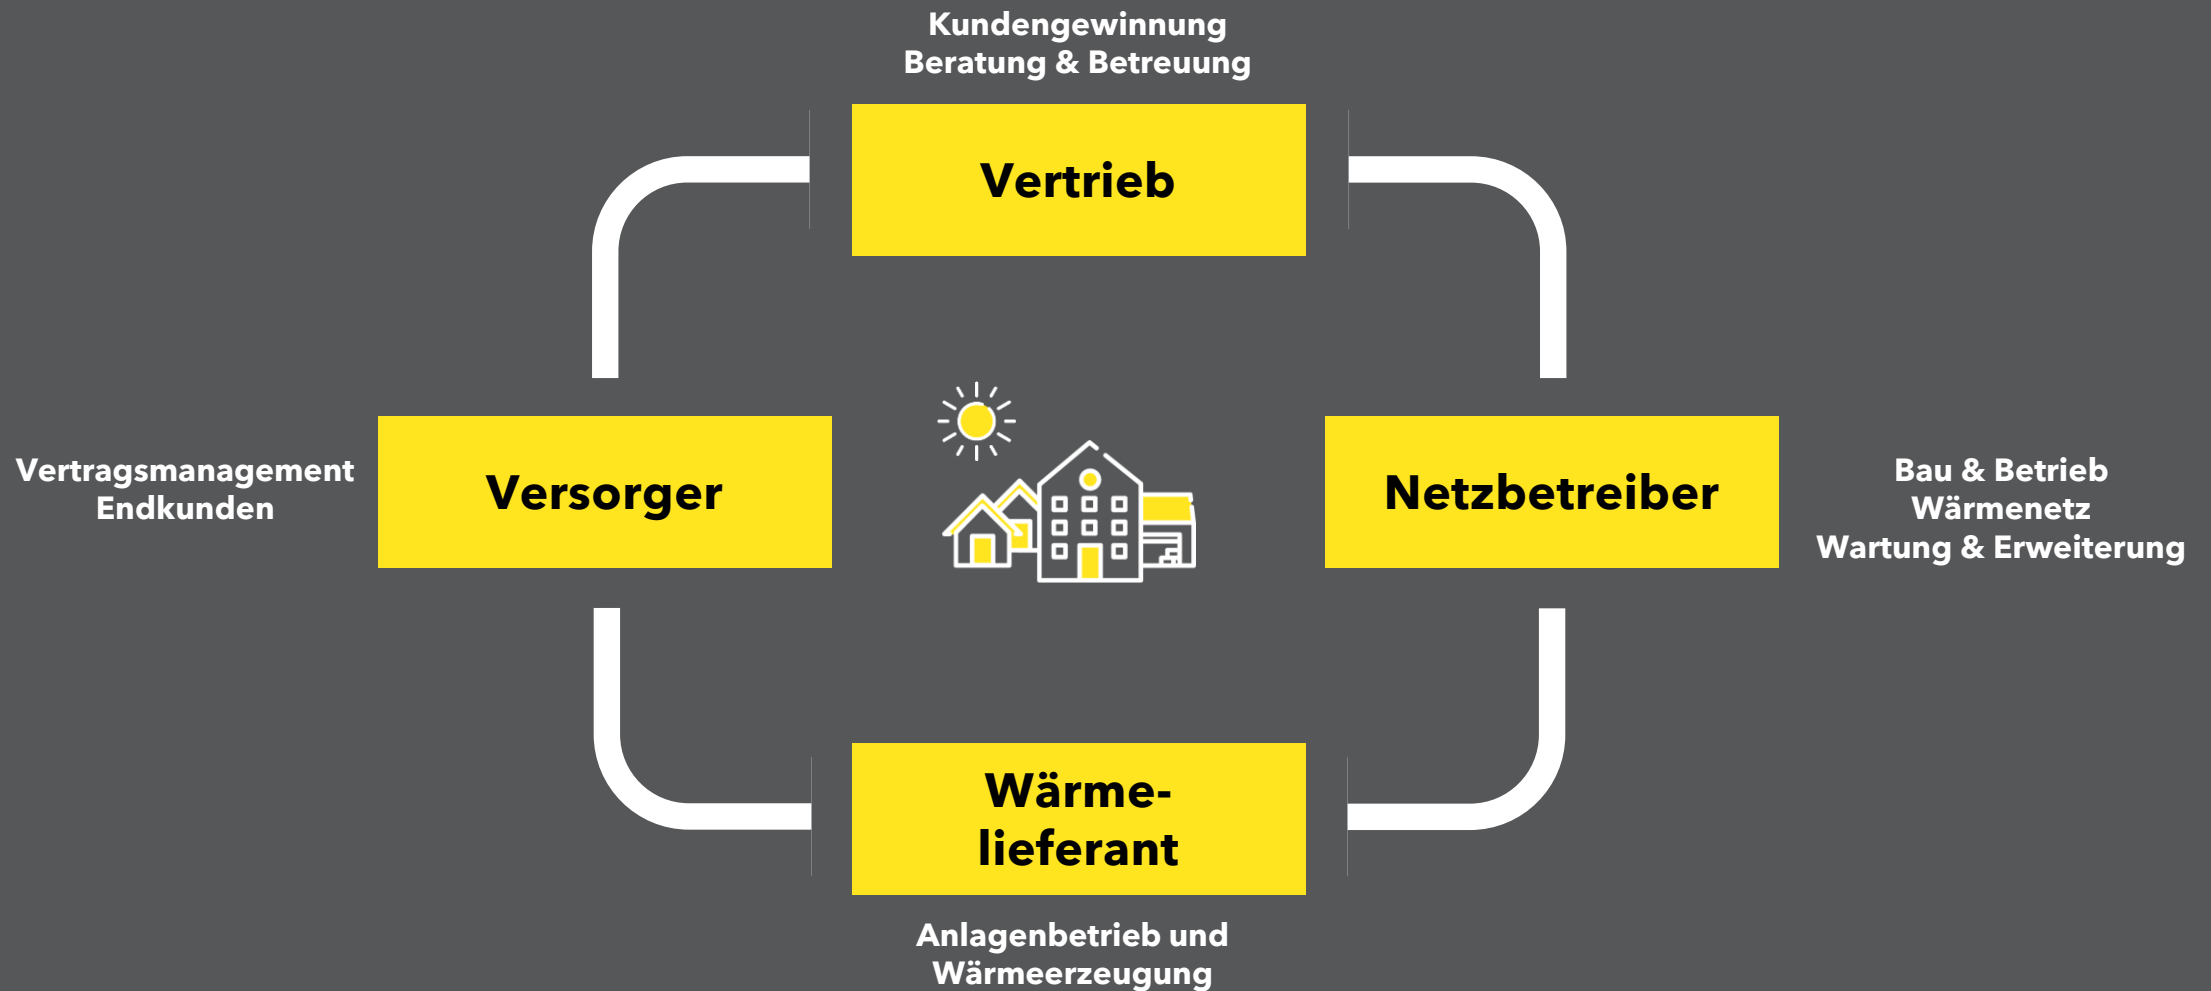 Kundengewinnung
Beratung & Betreuung
Vertrieb
Vertragsmanagement
Endkunden
Versorger
Netzbetreiber
Bau & Betrieb
Wärmenetz
Wartung & Erweiterung
Wärme-
lieferant
Anlagenbetrieb und
Wärmeerzeugung